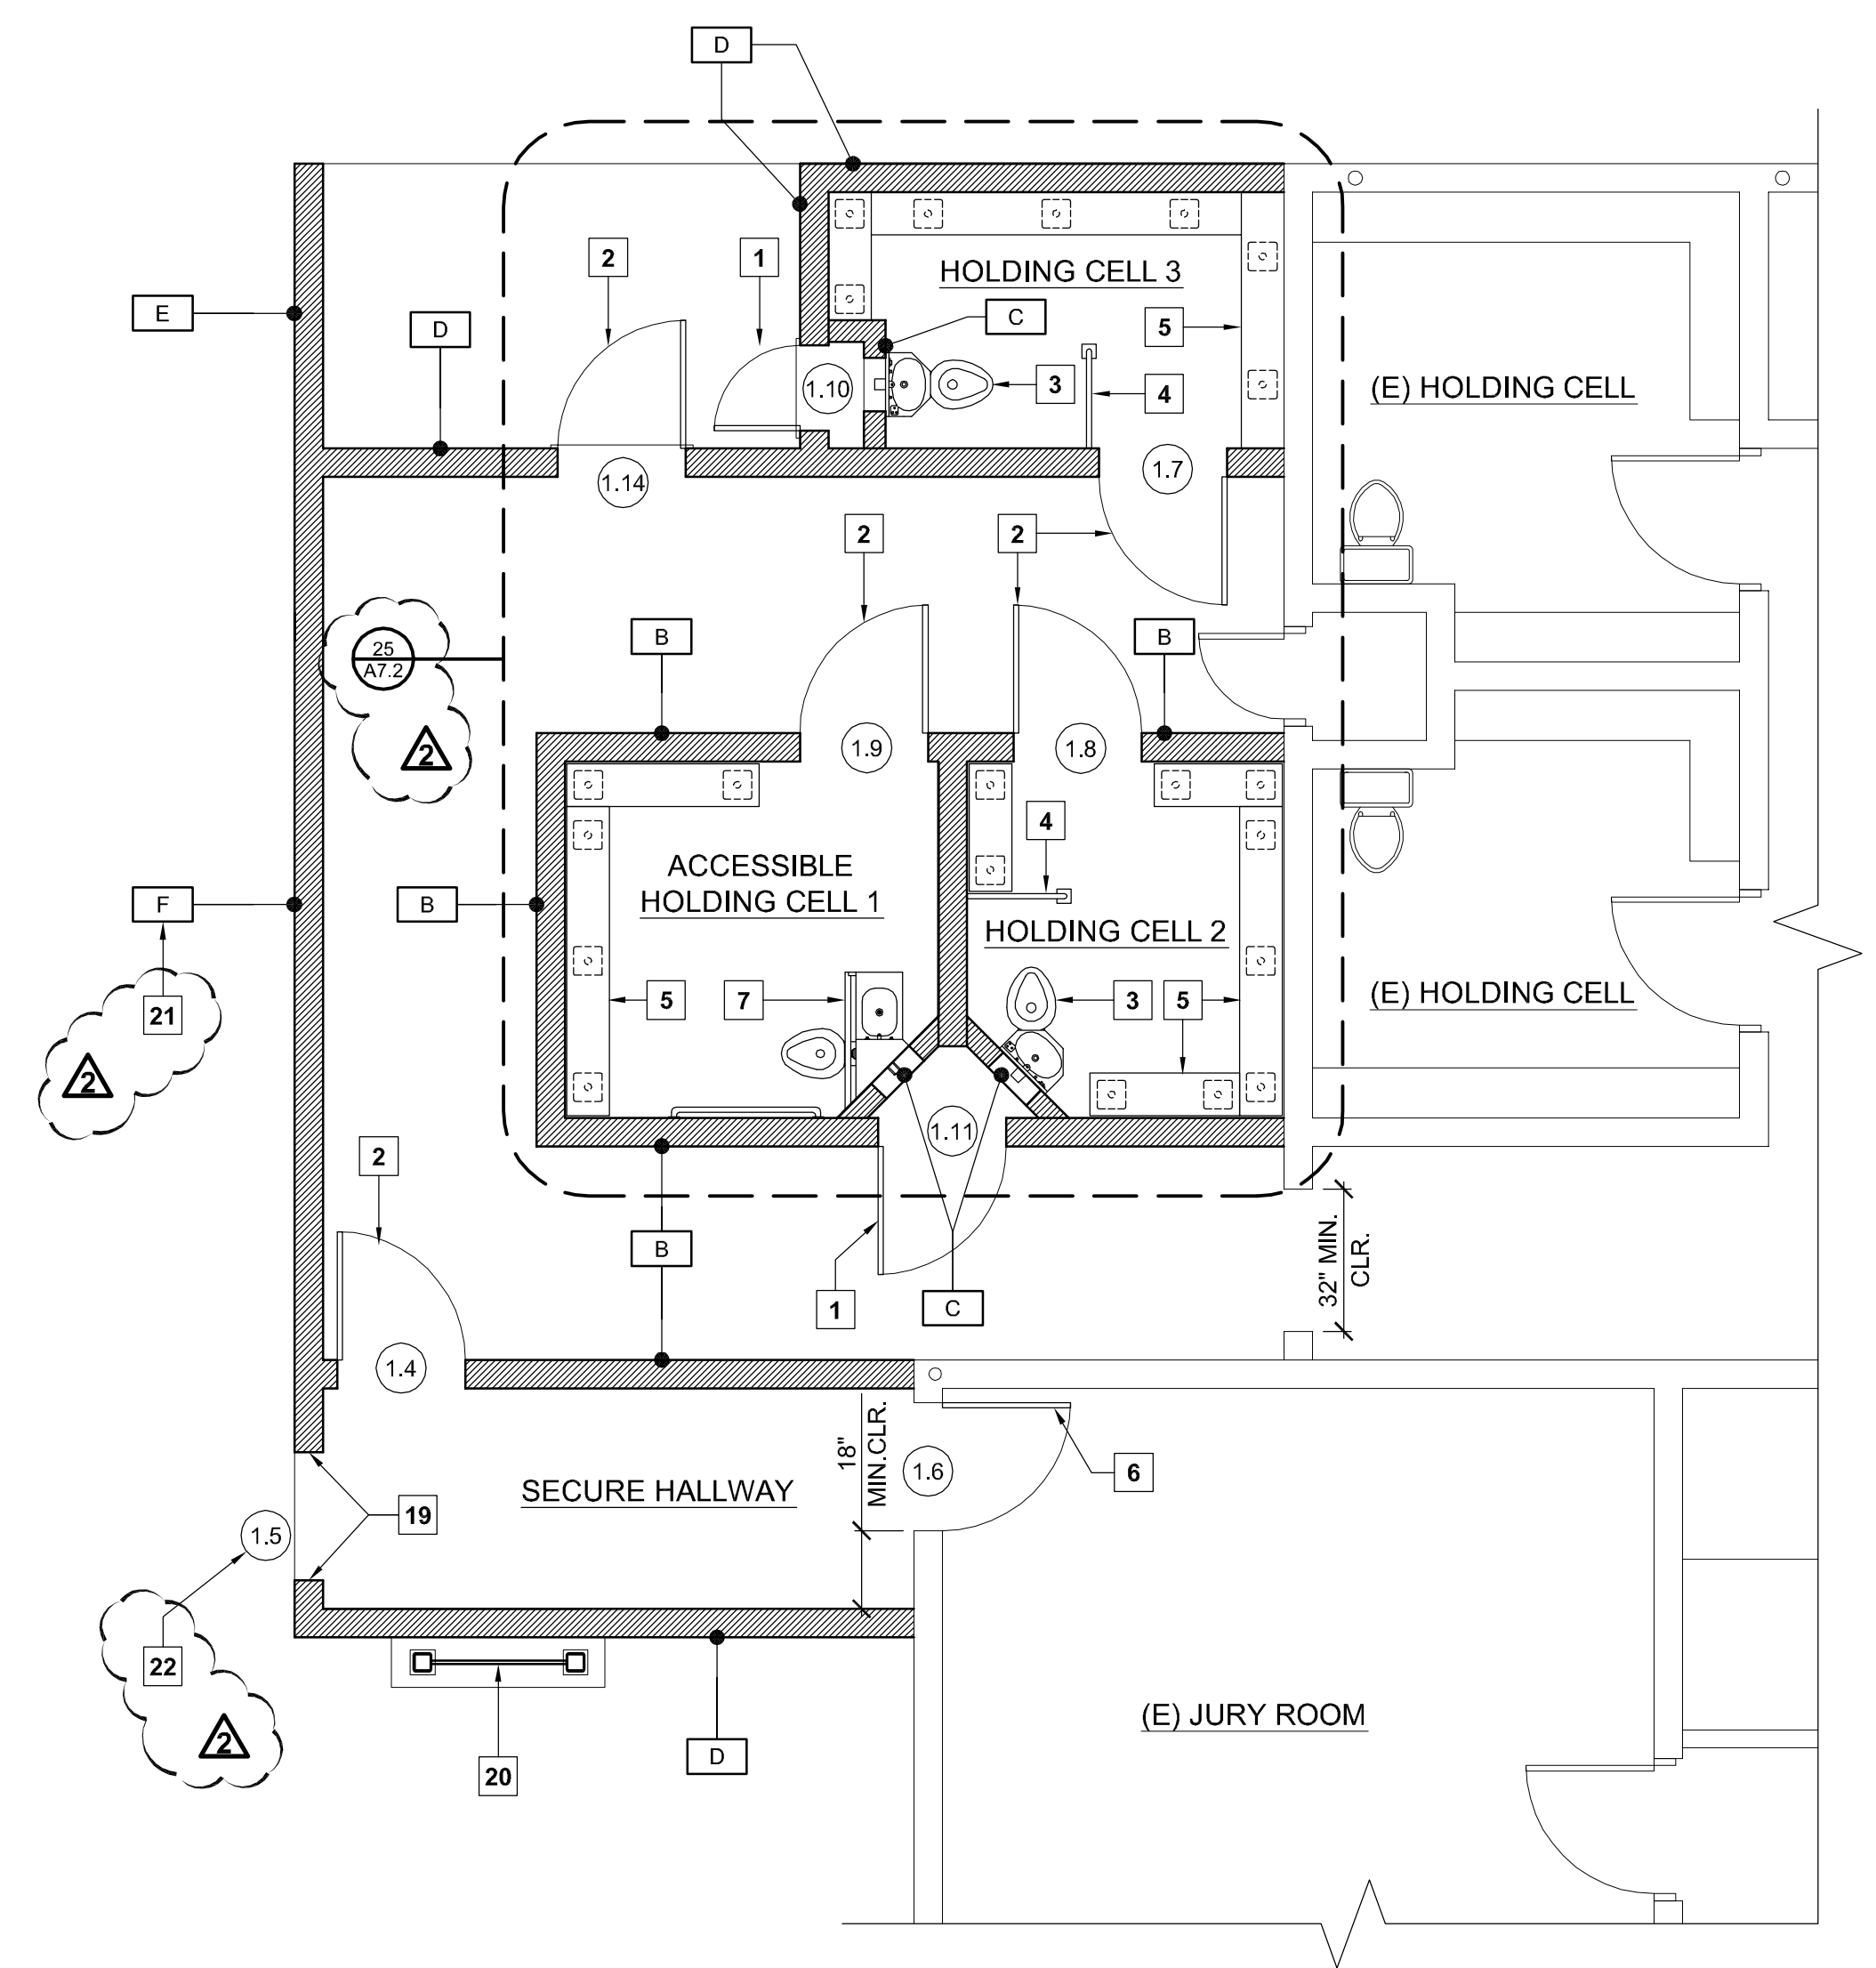 D
2
1
HOLDING CELL 3
E
D
C
5
1.10
3
4
(E) HOLDING CELL
1.14
1.7
2
2
25
A7.2
2
B
B
1.9
1.8
4
ACCESSIBLE
HOLDING CELL 1
F
B
HOLDING CELL 2
21
2
5
7
3
5
(E) HOLDING CELL
1.11
2
B
1
C
32" MIN.
CLR.
1.4
18"
MIN.CLR.
1.6
6
SECURE HALLWAY
19
1.5
22
2
20
D
(E) JURY ROOM